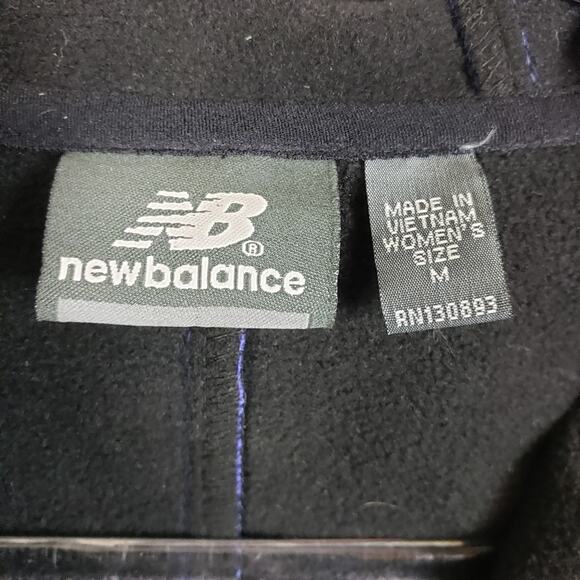 NB®
newbalance
MADE IN
VIETNAM
WOMEN'S
SIZE
M
RN130893